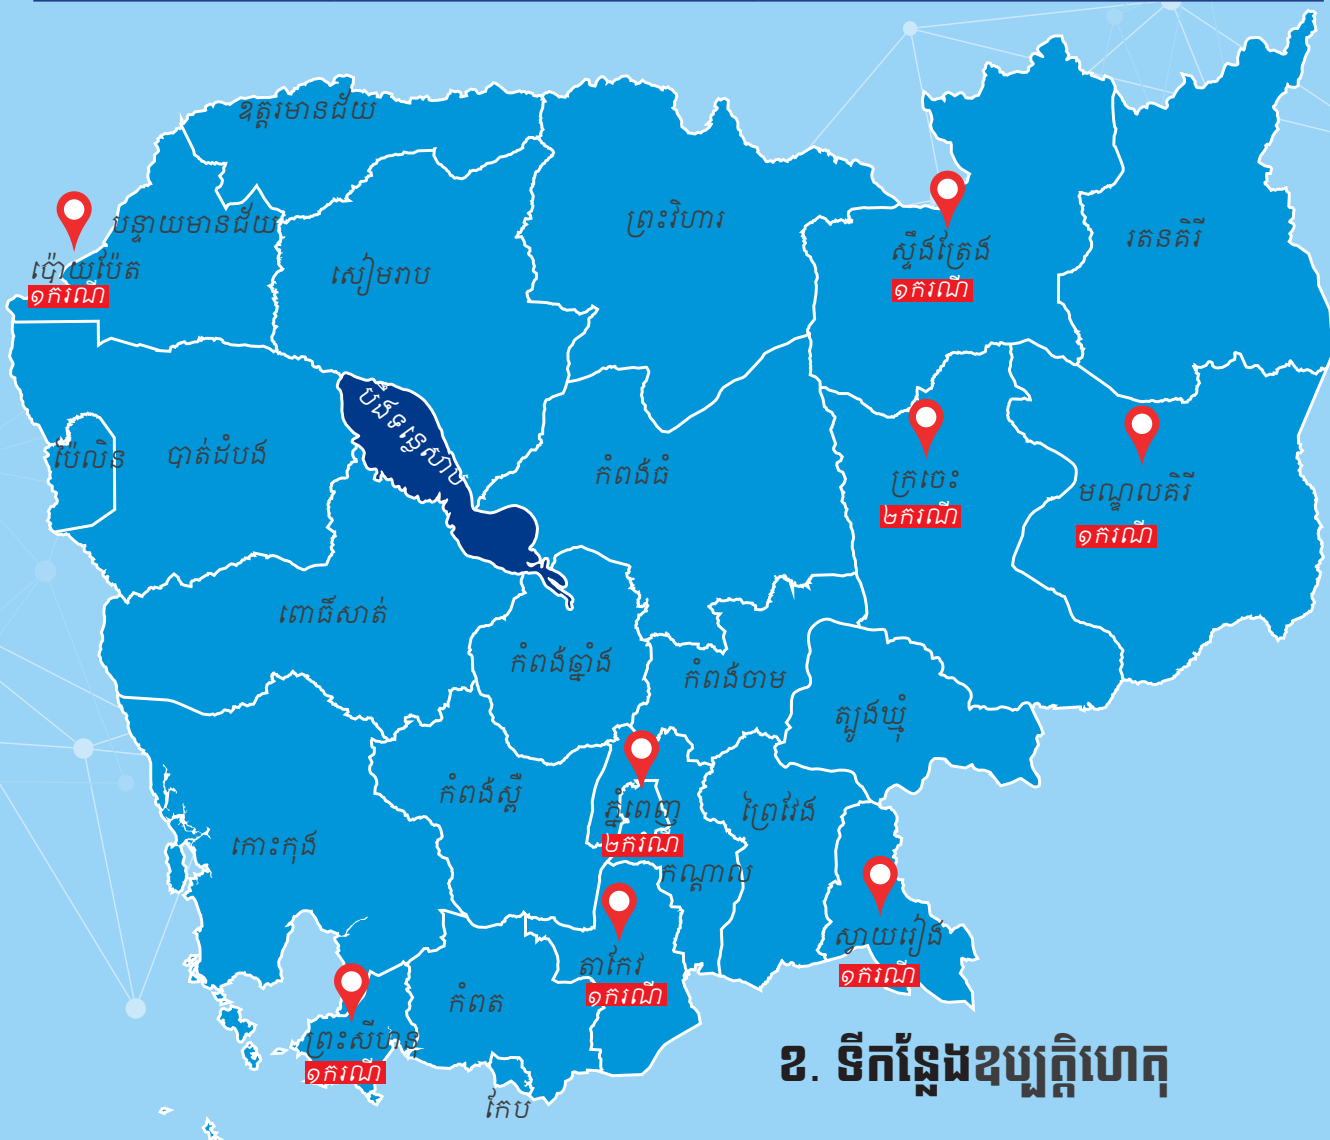 ឧត្តរមានជ័យ
បន្ទាយមានជ័យ
ប៉ោយប៉ែត
១ករណី
សៀមរាប
ព្រះវិហារ
ស្ទឹងត្រែង
១ករណី
រតនគិរី
ប៉ៃលិន
បាត់ដំបង
បឹងទន្លេសាប
កំពង់ធំ
ក្រចេះ
២ករណី
មណ្ឌលគិរី
១ករណី
ពោធិ៍សាត់
កំពង់ឆ្នាំង
កំពង់ចាម
ត្បូងឃ្មុំ
កំពង់ស្ពឺ
ភ្នំពេញ
២ករណី
ព្រៃវែង
កោះកុង
កណ្ដាល
ស្វាយរៀង
១ករណី
តាកែវ
១ករណី
កំពត
ព្រះសីហនុ
១ករណី
កែប
ខ. ទីកន្លែងឧប្បត្តិហេតុ